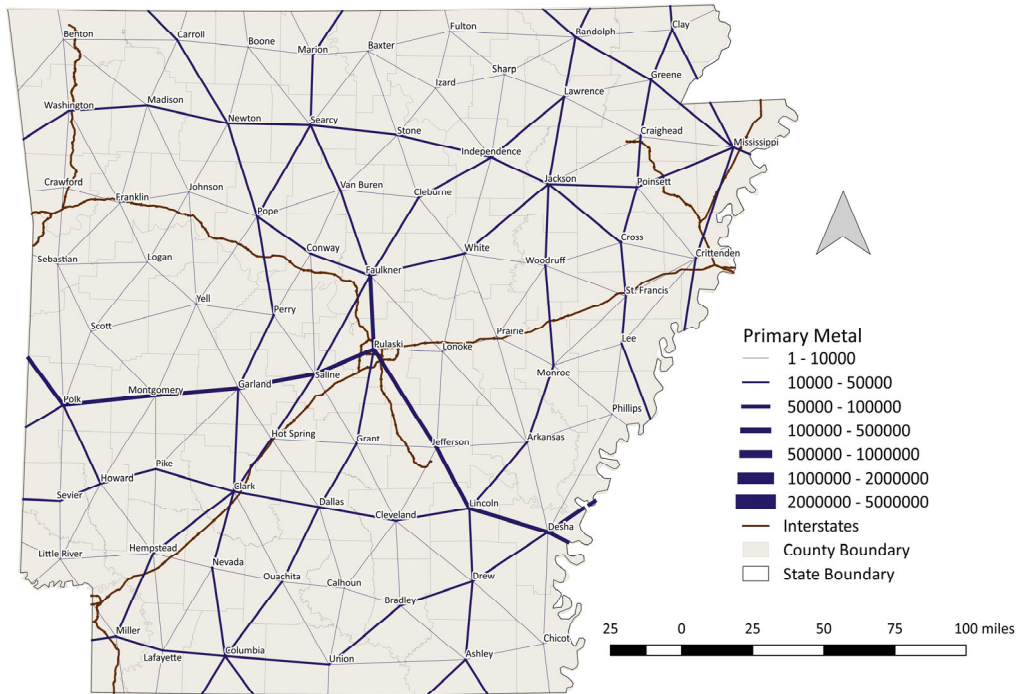 Benton
Carroll
Boone
Marion
Baxter
Fulton
Randolph
Clay
Izard
Sharp
Greene
Washington
Madison
Newton
Searcy
Stone
Lawrence
Independence
Craighead
Mississippi
Crawford
Franklin
Johnson
Van Buren
Cleburne
Jackson
Poinsett
Pope
Conway
White
Cross
Sebastian
Logan
Faulkner
Woodruff
Crittenden
Yell
Perry
St. Francis
Scott
Pulaski
Lonoke
Prairie
Lee
Polk
Montgomery
Garland
Saline
Monroe
Phillips
Hot Spring
Grant
Jefferson
Arkansas
Sevier
Howard
Pike
Clark
Dallas
Cleveland
Lincoln
Desha
Little River
Hempstead
Nevada
Ouachita
Calhoun
Bradley
Drew
Miller
Lafayette
Columbia
Union
Ashley
Chicot
Primary Metal
1 - 10000
10000 - 50000
50000 - 100000
100000 - 500000
500000 - 1000000
1000000 - 2000000
2000000 - 5000000
Interstates
County Boundary
State Boundary
25 0 25 50 75 100 miles